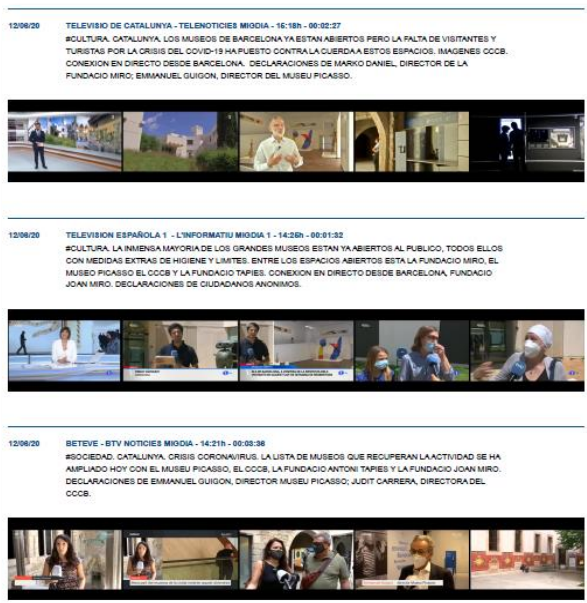 12/06/20 TELEVISIO DE CATALUNYA - TELENOTICIES MIGDIA - 15:18h - 00:02:27
#CULTURA. CATALUNYA. LOS MUSEOS DE BARCELONA YA ESTAN ABIERTOS PERO LA FALTA DE VISITANTES Y
TURISTAS POR LA CRISIS DEL COVID-19 HA PUESTO CONTRA LA CUERDA A ESTOS ESPACIOS. IMAGENES CCCB.
CONEXION EN DIRECTO DESDE BARCELONA. DECLARACIONES DE MARKO DANIEL, DIRECTOR DE LA
FUNDACIO MIRO; EMMANUEL GUIGON, DIRECTOR DEL MUSEU PICASSO.
12/06/20 TELEVISION ESPAÑOLA 1 - L'INFORMATIU MIGDIA 1 - 14:25h - 00:01:32
#CULTURA. LA INMENSA MAYORIA DE LOS GRANDES MUSEOS ESTAN YA ABIERTOS AL PUBLICO, TODOS ELLOS
CON MEDIDAS EXTRAS DE HIGIENE Y LIMITES. ENTRE LOS ESPACIOS ABIERTOS ESTA LA FUNDACIO MIRO, EL
MUSEO PICASSO EL CCCB Y LA FUNDACIO TAPIES. CONEXION EN DIRECTO DESDE BARCELONA, FUNDACIO
JOAN MIRO. DECLARACIONES DE CIUDADANOS ANONIMOS.
12/06/20 BETEVE - BTV NOTICIES MIGDIA - 14:21h - 00:03:36
#SOCIEDAD. CATALUNYA. CRISIS CORONAVIRUS. LA LISTA DE MUSEOS QUE RECUPERAN LA ACTIVIDAD SE HA
AMPLIADO HOY CON EL MUSEU PICASSO, EL CCCB, LA FUNDACIO ANTONI TAPIES Y LA FUNDACIO JOAN MIRO.
DECLARACIONES DE EMMANUEL GUIGON, DIRECTOR MUSEU PICASSO; JUDIT CARRERA, DIRECTORA DEL
CCCB.